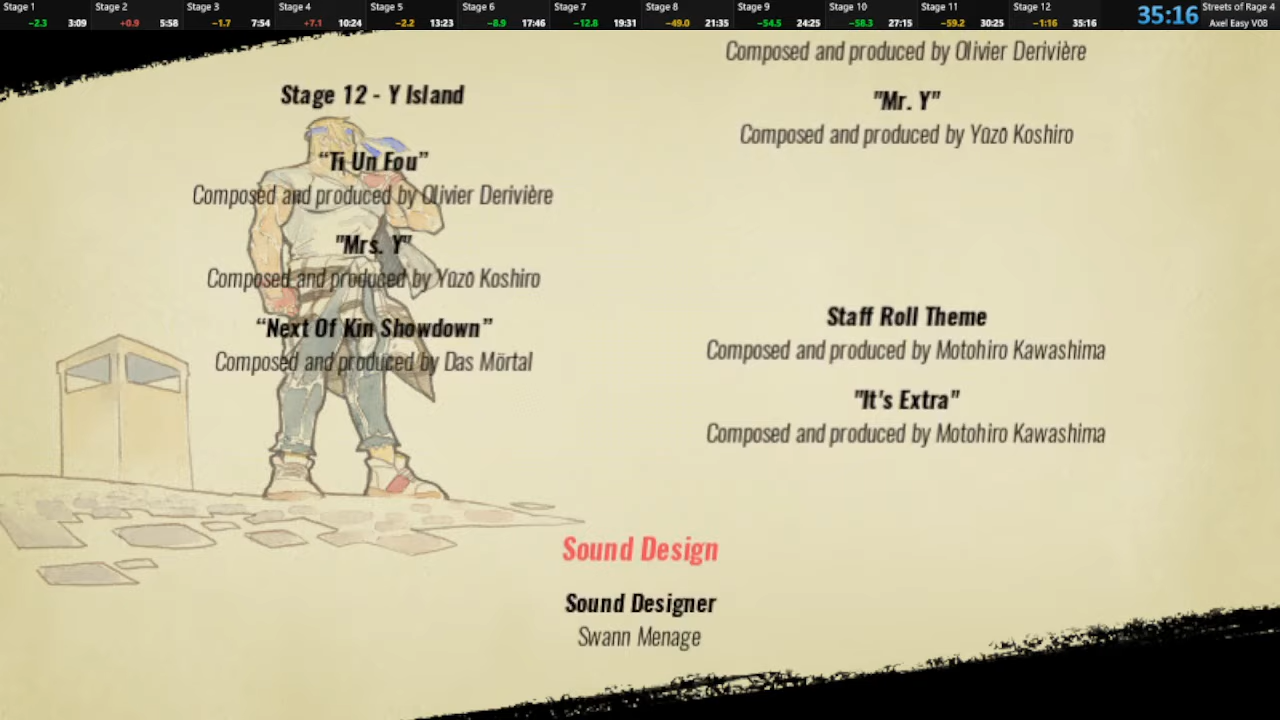 Stage 1
-2.3 3:09
Stage 2
+0.9 5:58
Stage 3
-1.7 7:54
Stage 4
+7.1 10:24
Stage 5
-2.2 13:23
Stage 6
-8.9 17:46
Stage 7
-12.8 19:31
Stage 8
-49.0 21:35
Stage 9
-54.5 24:25
Stage 10
-58.3 27:15
Stage 11
-59.2 30:25
Stage 12
-1:16 35:16
35:16
Streets of Rage 4
Axel Easy V08
Stage 12 - Y Island
“Ti Un Fou”
Composed and produced by Olivier Derivière
"Mrs. Y"
Composed and produced by Yūzō Koshiro
“Next Of Kin Showdown”
Composed and produced by Das Mörtal
Composed and produced by Olivier Derivière
"Mr. Y"
Composed and produced by Yūzō Koshiro
Staff Roll Theme
Composed and produced by Motohiro Kawashima
"It's Extra"
Composed and produced by Motohiro Kawashima
Sound Design
Sound Designer
Swann Menage